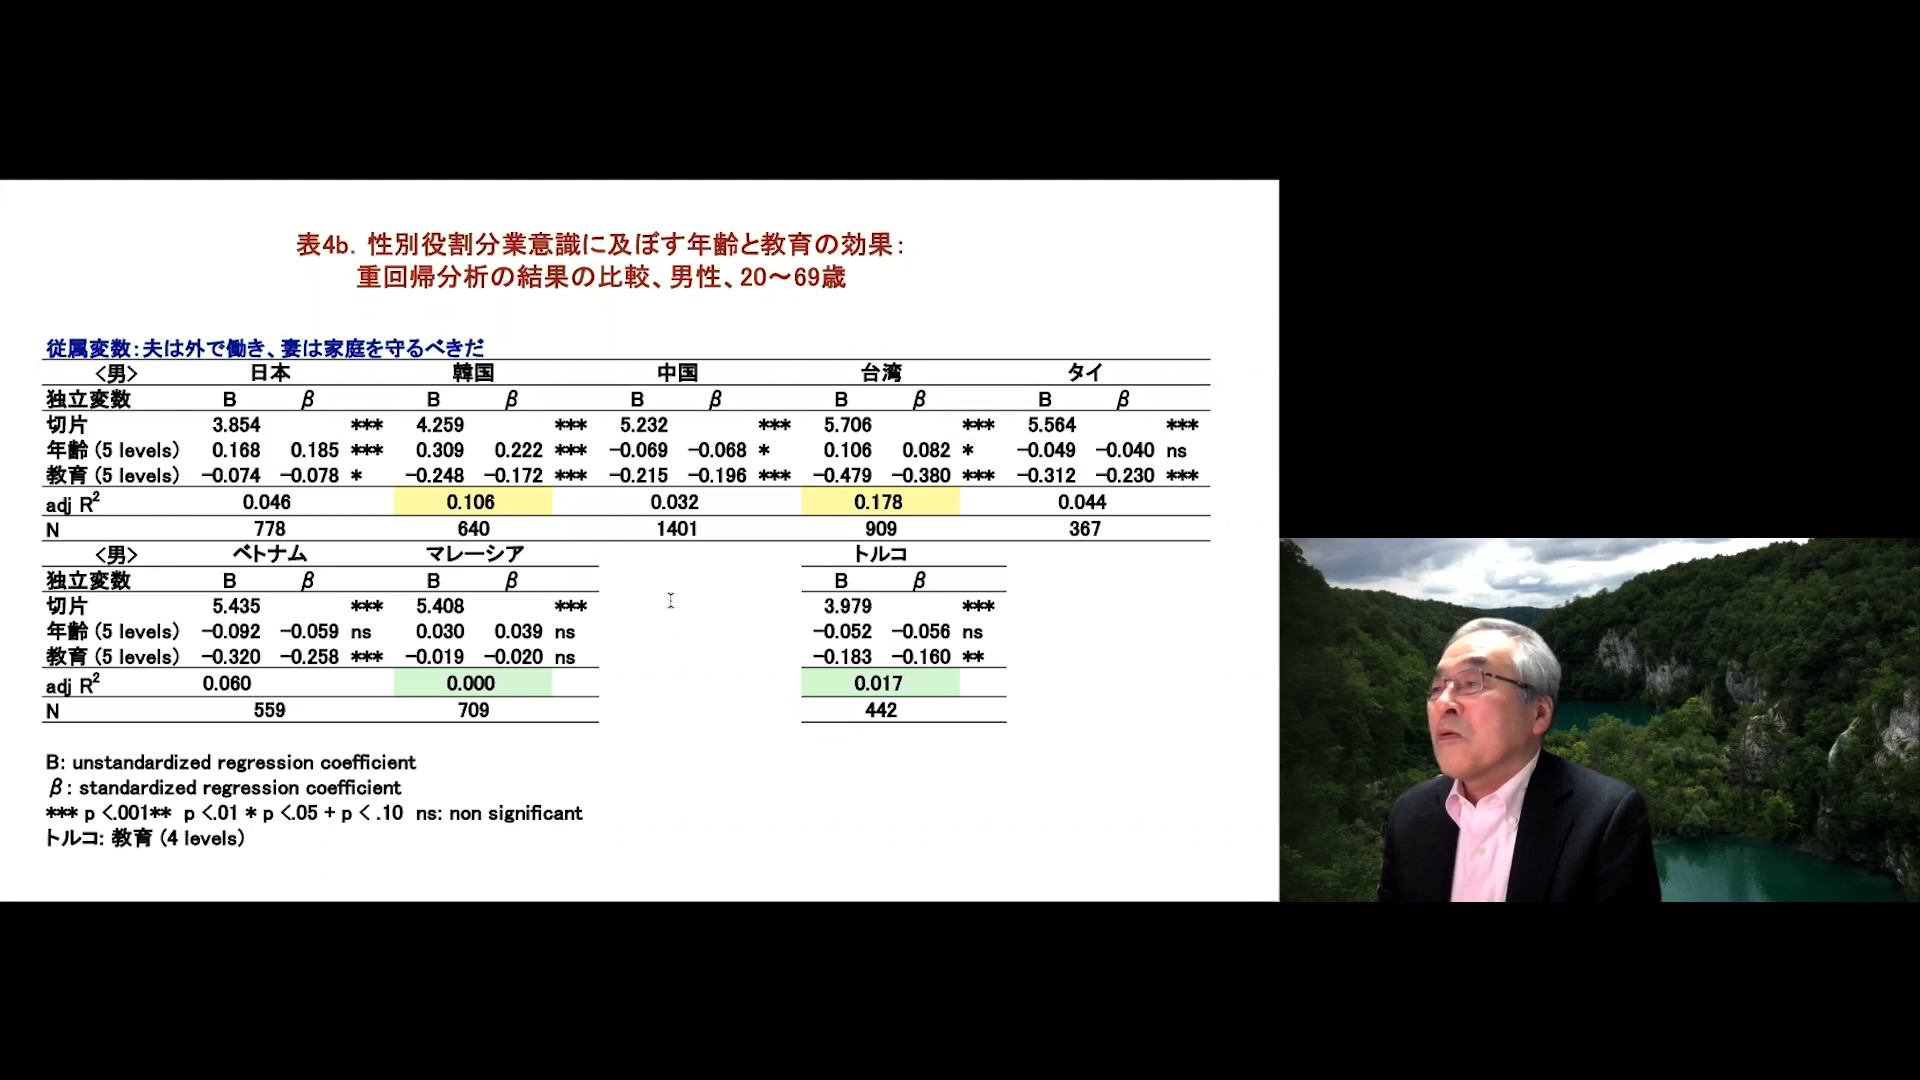 表4b. 性別役割分業意識に及ぼす年齢と教育の効果：
重回帰分析の結果の比較、男性、20～69歳
従属変数：夫は外で働き、妻は家庭を守るべきだ
<男> 日本 韓国 中国 台湾 タイ
独立変数 B β B β B β B β B β
切片 3.854 *** 4.259 *** 5.232 *** 5.706 *** 5.564 ***
年齢 (5 levels) 0.168 0.185 *** 0.309 0.222 *** −0.069 −0.068 * 0.106 0.082 * −0.049 −0.040 ns
教育 (5 levels) −0.074 −0.078 * −0.248 −0.172 *** −0.215 −0.196 *** −0.479 −0.380 *** −0.312 −0.230 ***
adj R² 0.046 0.106 0.032 0.178 0.044
N 778 640 1401 909 367
<男> ベトナム マレーシア トルコ
独立変数 B β B β B β
切片 5.435 *** 5.408 *** 3.979 ***
年齢 (5 levels) −0.092 −0.059 ns 0.030 0.039 ns −0.052 −0.056 ns
教育 (5 levels) −0.320 −0.258 *** −0.019 −0.020 ns −0.183 −0.160 **
adj R² 0.060 0.000 0.017
N 559 709 442
B: unstandardized regression coefficient
β: standardized regression coefficient
*** p <.001** p <.01 * p <.05 + p < .10 ns: non significant
トルコ: 教育 (4 levels)